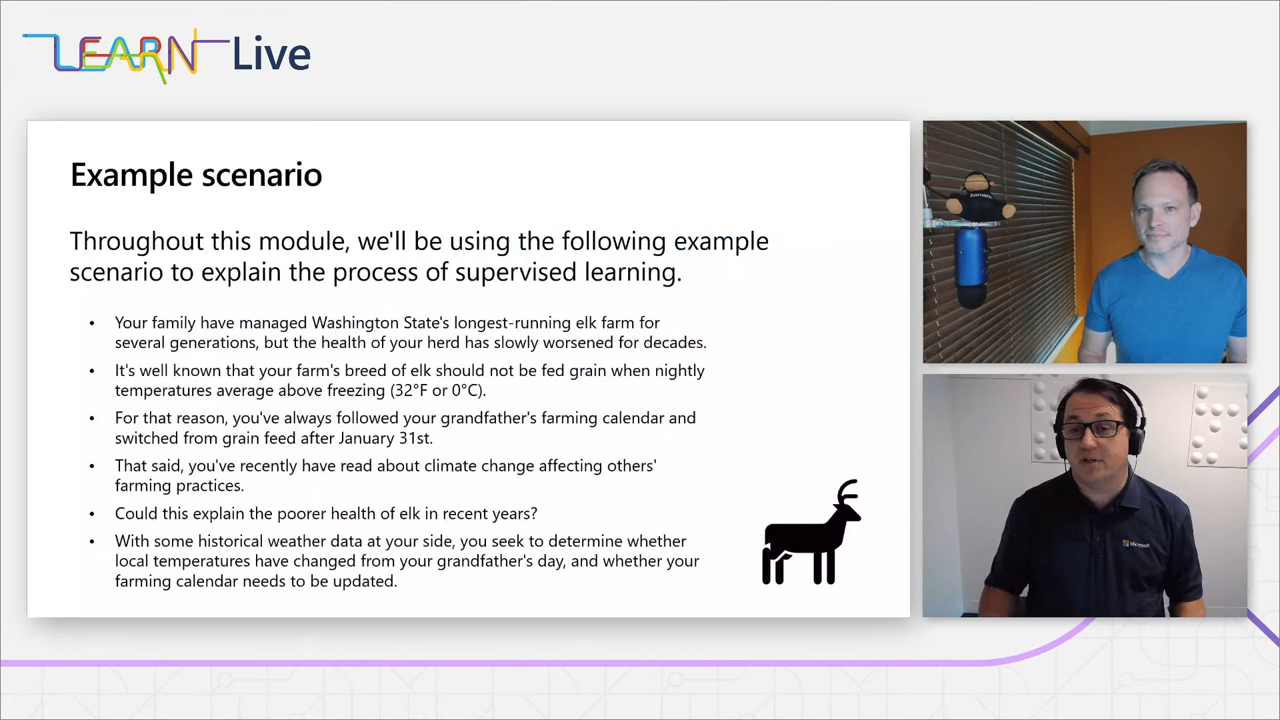 LEARN Live
Example scenario
Throughout this module, we'll be using the following example
scenario to explain the process of supervised learning.
• Your family have managed Washington State's longest-running elk farm for
several generations, but the health of your herd has slowly worsened for decades.
• It's well known that your farm's breed of elk should not be fed grain when nightly
temperatures average above freezing (32°F or 0°C).
• For that reason, you've always followed your grandfather's farming calendar and
switched from grain feed after January 31st.
• That said, you've recently have read about climate change affecting others'
farming practices.
• Could this explain the poorer health of elk in recent years?
• With some historical weather data at your side, you seek to determine whether
local temperatures have changed from your grandfather's day, and whether your
farming calendar needs to be updated.
Xamarin
Microsoft